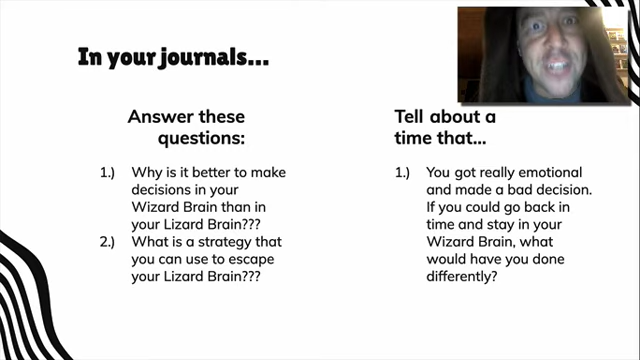 In your journals...
Answer these
questions:
1.) Why is it better to make
decisions in your
Wizard Brain than in
your Lizard Brain???
2.) What is a strategy that
you can use to escape
your Lizard Brain???
Tell about a
time that...
1.) You got really emotional
and made a bad decision.
If you could go back in
time and stay in your
Wizard Brain, what
would have you done
differently?